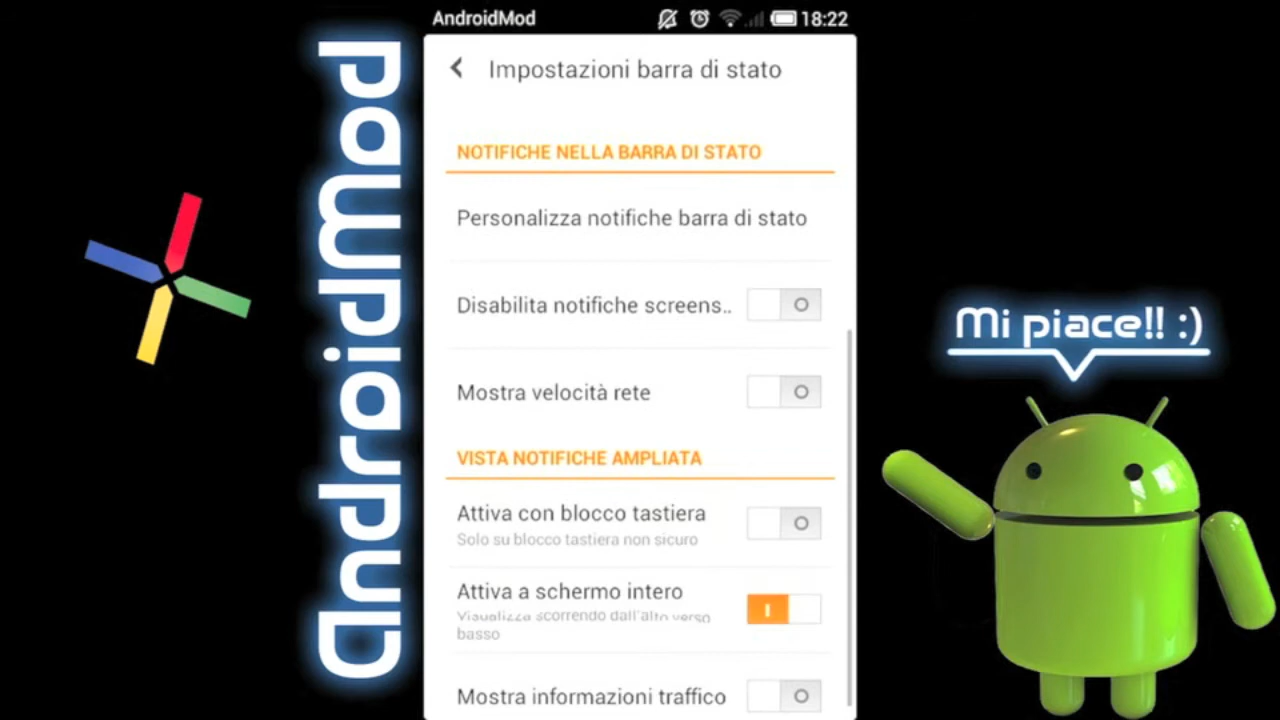 AndroidMod 18:22
Impostazioni barra di stato
NOTIFICHE NELLA BARRA DI STATO
Personalizza notifiche barra di stato
Disabilita notifiche screens..
Mostra velocità rete
VISTA NOTIFICHE AMPLIATA
Attiva con blocco tastiera
Solo su blocco tastiera non sicuro
Attiva a schermo intero
Visualizza scorrendo dall'alto verso
basso
Mostra informazioni traffico
AndroidMod
Mi piace!! :)